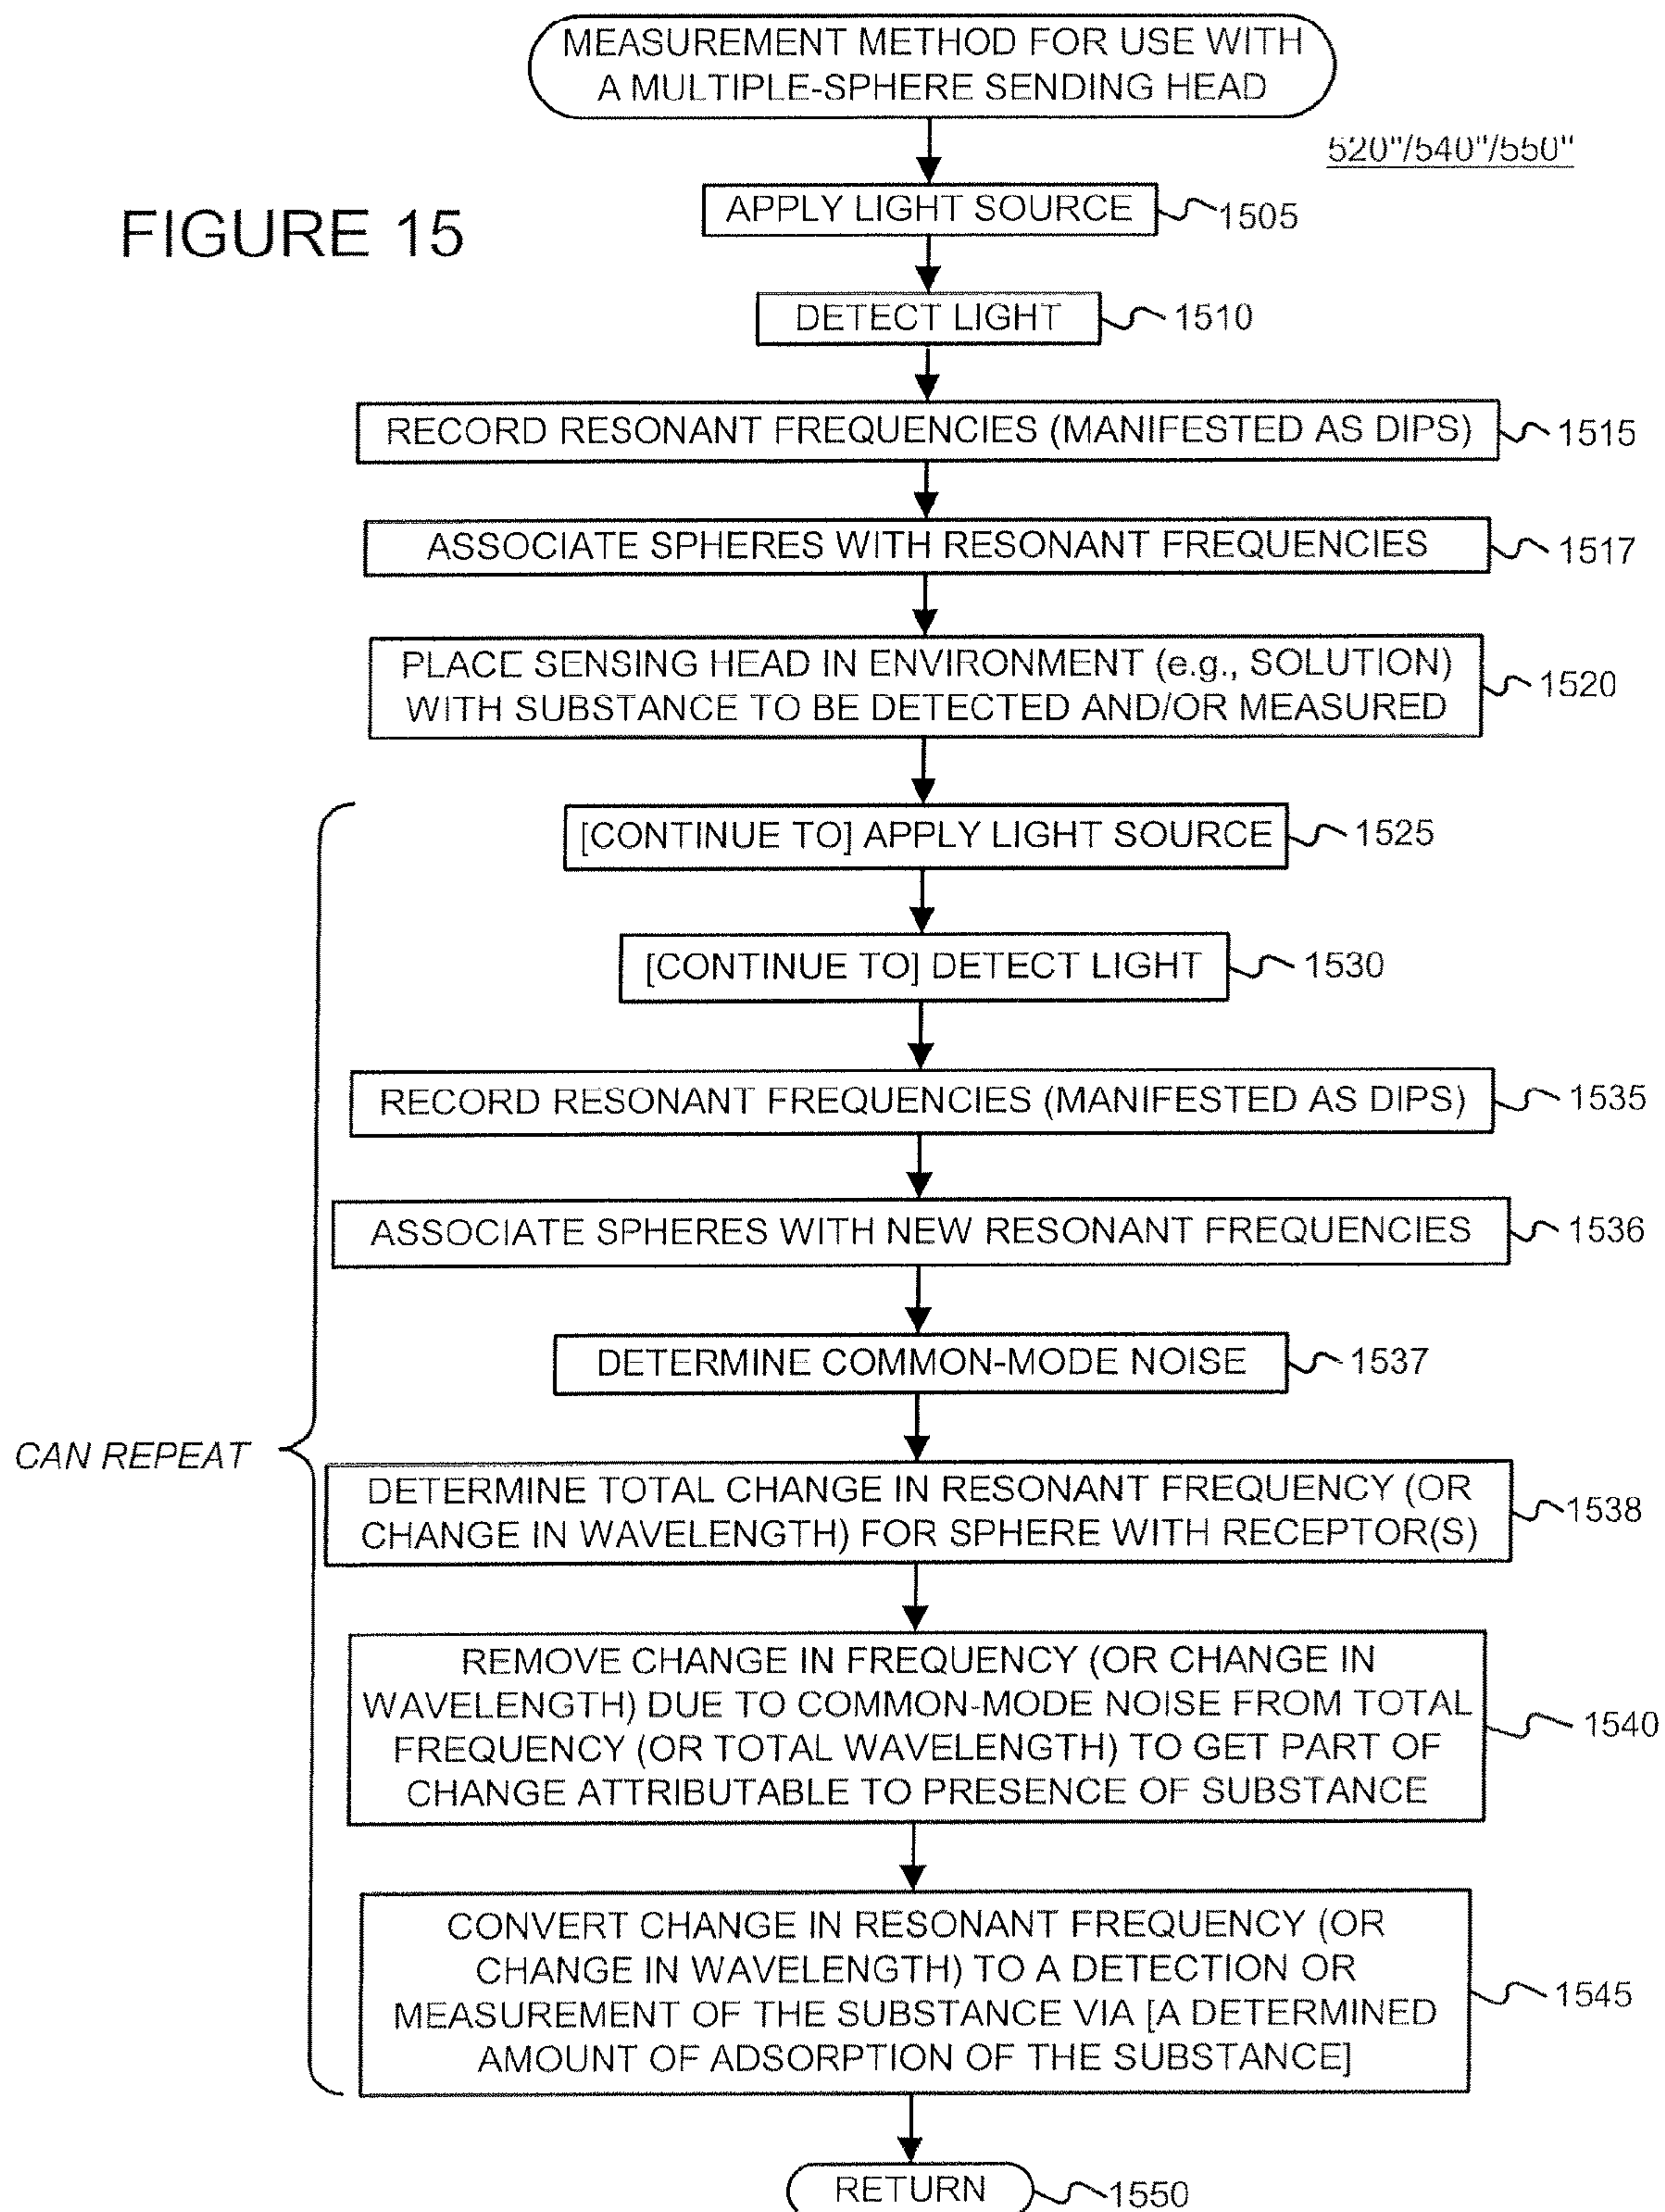 MEASUREMENT METHOD FOR USE WITH
A MULTIPLE-SPHERE SENDING HEAD
520"/540"/550"
FIGURE 15
APPLY LIGHT SOURCE
1505
DETECT LIGHT
1510
RECORD RESONANT FREQUENCIES (MANIFESTED AS DIPS)
1515
ASSOCIATE SPHERES WITH RESONANT FREQUENCIES
1517
PLACE SENSING HEAD IN ENVIRONMENT (e.g., SOLUTION)
WITH SUBSTANCE TO BE DETECTED AND/OR MEASURED
1520
[CONTINUE TO] APPLY LIGHT SOURCE
1525
[CONTINUE TO] DETECT LIGHT
1530
RECORD RESONANT FREQUENCIES (MANIFESTED AS DIPS)
1535
ASSOCIATE SPHERES WITH NEW RESONANT FREQUENCIES
1536
DETERMINE COMMON-MODE NOISE
1537
CAN REPEAT
DETERMINE TOTAL CHANGE IN RESONANT FREQUENCY (OR
CHANGE IN WAVELENGTH) FOR SPHERE WITH RECEPTOR(S)
1538
REMOVE CHANGE IN FREQUENCY (OR CHANGE IN
WAVELENGTH) DUE TO COMMON-MODE NOISE FROM TOTAL
FREQUENCY (OR TOTAL WAVELENGTH) TO GET PART OF
CHANGE ATTRIBUTABLE TO PRESENCE OF SUBSTANCE
1540
CONVERT CHANGE IN RESONANT FREQUENCY (OR
CHANGE IN WAVELENGTH) TO A DETECTION OR
MEASUREMENT OF THE SUBSTANCE VIA [A DETERMINED
AMOUNT OF ADSORPTION OF THE SUBSTANCE]
1545
RETURN
1550